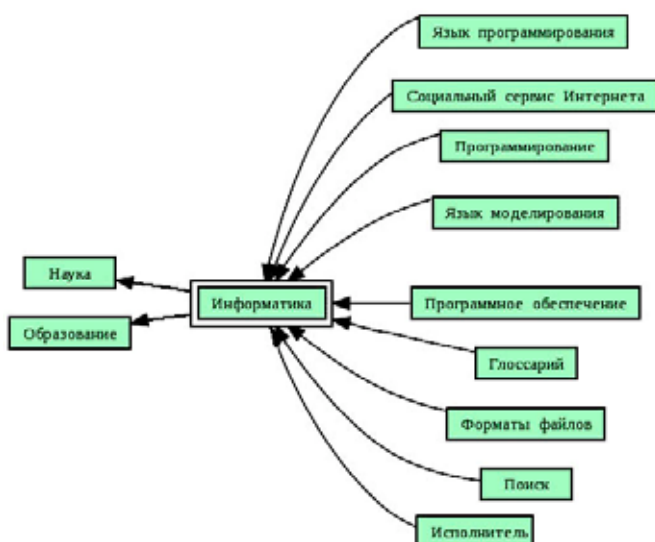 Язык программирования
Социальный сервис Интернета
Программирование
Язык моделирования
Наука
Информатика
Программное обеспечение
Образование
Глоссарий
Форматы файлов
Поиск
Исполнитель